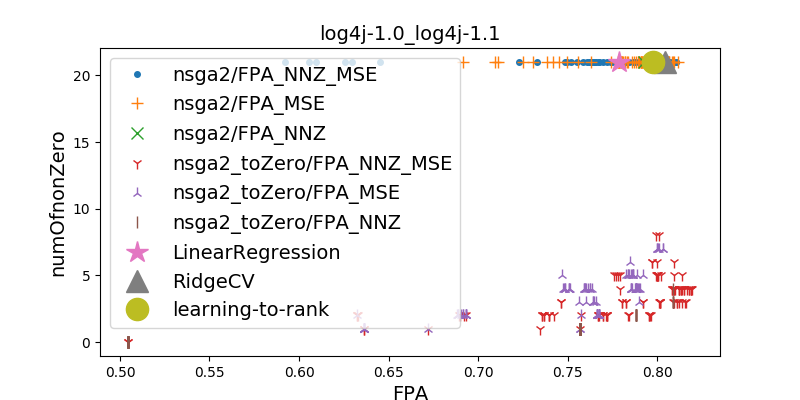 log4j-1.0_log4j-1.1
numOfnonZero
20
15
10
5
0
nsga2/FPA_NNZ_MSE
nsga2/FPA_MSE
nsga2/FPA_NNZ
nsga2_toZero/FPA_NNZ_MSE
nsga2_toZero/FPA_MSE
nsga2_toZero/FPA_NNZ
LinearRegression
RidgeCV
learning-to-rank
0.50 0.55 0.60 0.65 0.70 0.75 0.80
FPA